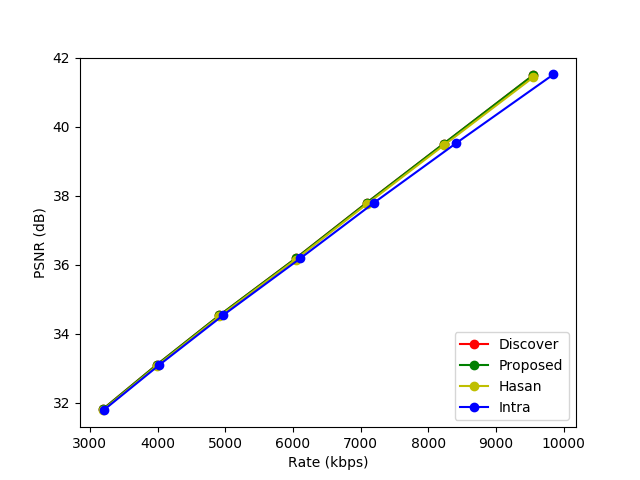 42
40
38
36
34
32
PSNR (dB)
3000 4000 5000 6000 7000 8000 9000 10000
Rate (kbps)
Discover
Proposed
Hasan
Intra